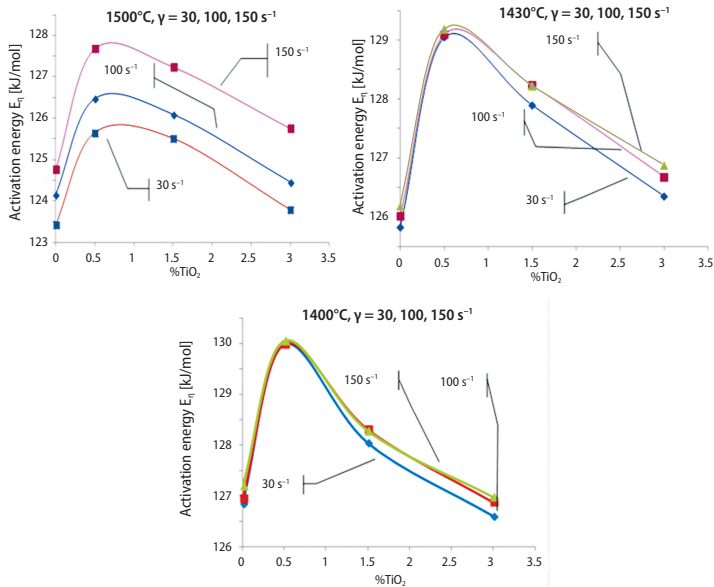 1500°C, γ = 30, 100, 150 s⁻¹
Activation energy Eη [kJ/mol]
128
127
126
125
124
123
150 s⁻¹
100 s⁻¹
30 s⁻¹
0 0.5 1 1.5 2 2.5 3 3.5
%TiO₂
1430°C, γ = 30, 100, 150 s⁻¹
Activation energy Eη [kJ/mol]
129
128
127
126
150 s⁻¹
100 s⁻¹
30 s⁻¹
0 0.5 1 1.5 2 2.5 3 3.5
%TiO₂
1400°C, γ = 30, 100, 150 s⁻¹
Activation energy Eη [kJ/mol]
130
129
128
127
126
150 s⁻¹
100 s⁻¹
30 s⁻¹
0 0.5 1 1.5 2 2.5 3 3.5
%TiO₂